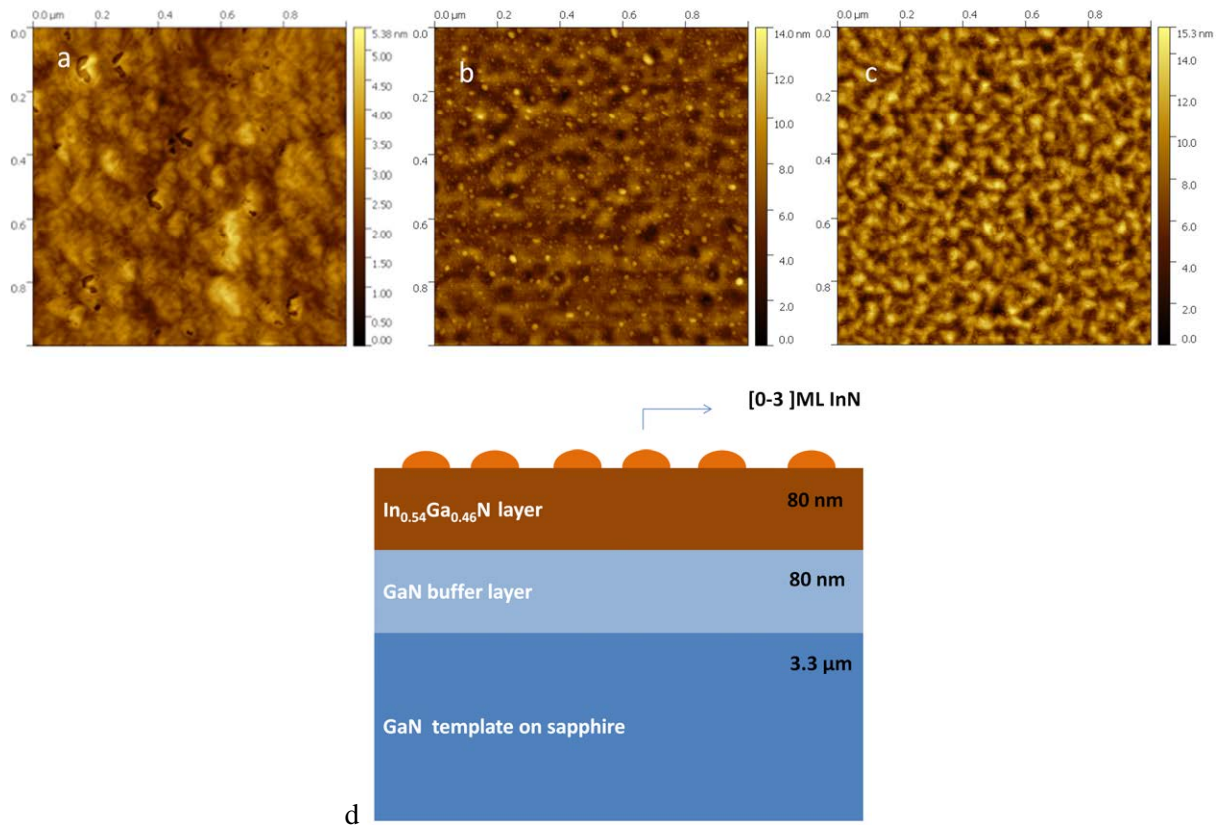 0.0 µm 0.2 0.4 0.6 0.8
0.0
0.2
0.4
0.6
0.8
a
5.38 nm
5.00
4.50
4.00
3.50
3.00
2.50
2.00
1.50
1.00
0.50
0.00
0.0 µm 0.2 0.4 0.6 0.8
0.0
0.2
0.4
0.6
0.8
b
14.0 nm
12.0
10.0
8.0
6.0
4.0
2.0
0.0
0.0 µm 0.2 0.4 0.6 0.8
0.0
0.2
0.4
0.6
0.8
c
15.3 nm
14.0
12.0
10.0
8.0
6.0
4.0
2.0
0.0
[0-3 ]ML InN
In0.54Ga0.46N layer 80 nm
GaN buffer layer 80 nm
3.3 µm
GaN template on sapphire
d